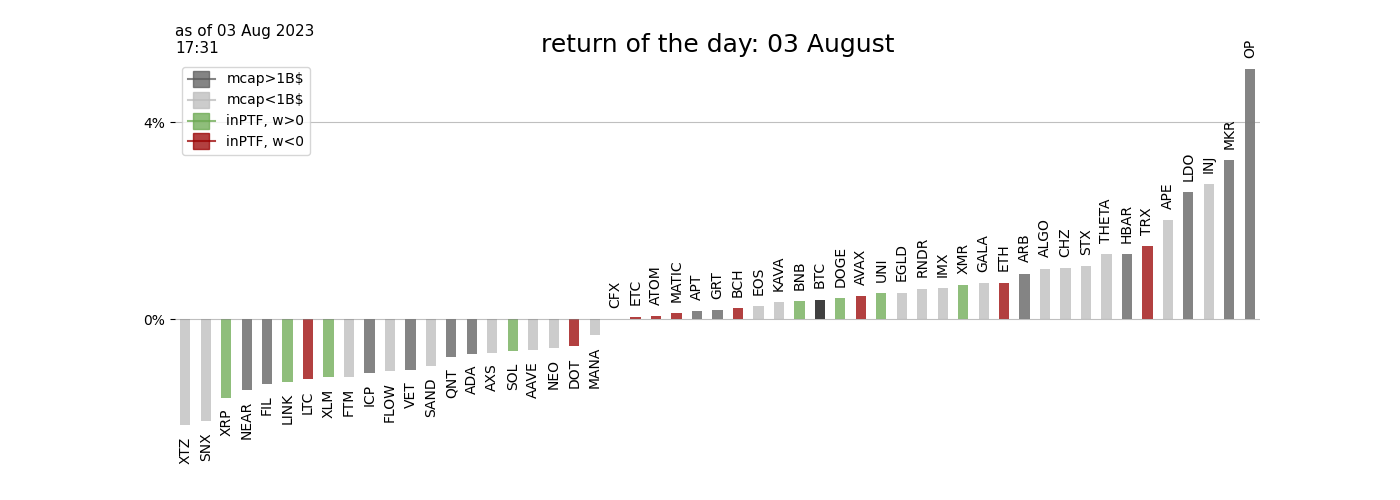 as of 03 Aug 2023
17:31
return of the day: 03 August
mcap>1B$
mcap<1B$
inPTF, w>0
inPTF, w<0
4%
0%
XTZ
SNX
XRP
NEAR
FIL
LINK
LTC
XLM
FTM
ICP
FLOW
VET
SAND
QNT
ADA
AXS
SOL
AAVE
NEO
DOT
MANA
CFX
ETC
ATOM
MATIC
APT
GRT
BCH
EOS
KAVA
BNB
BTC
DOGE
AVAX
UNI
EGLD
RNDR
IMX
XMR
GALA
ETH
ARB
ALGO
CHZ
STX
THETA
HBAR
TRX
APE
LDO
INJ
MKR
OP